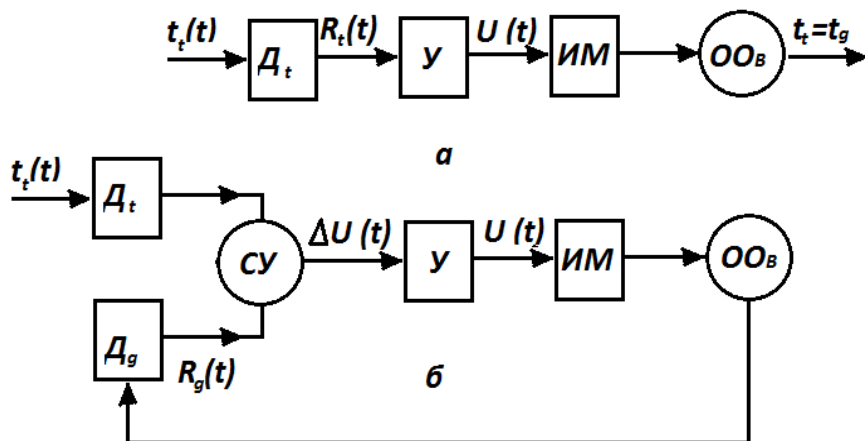 tₜ(t) Дₜ Rₜ(t) У U (t) ИМ ООв tₜ=tg
а
tₜ(t) Дₜ СУ ΔU (t) У U (t) ИМ ООв
Дg Rg(t)
б